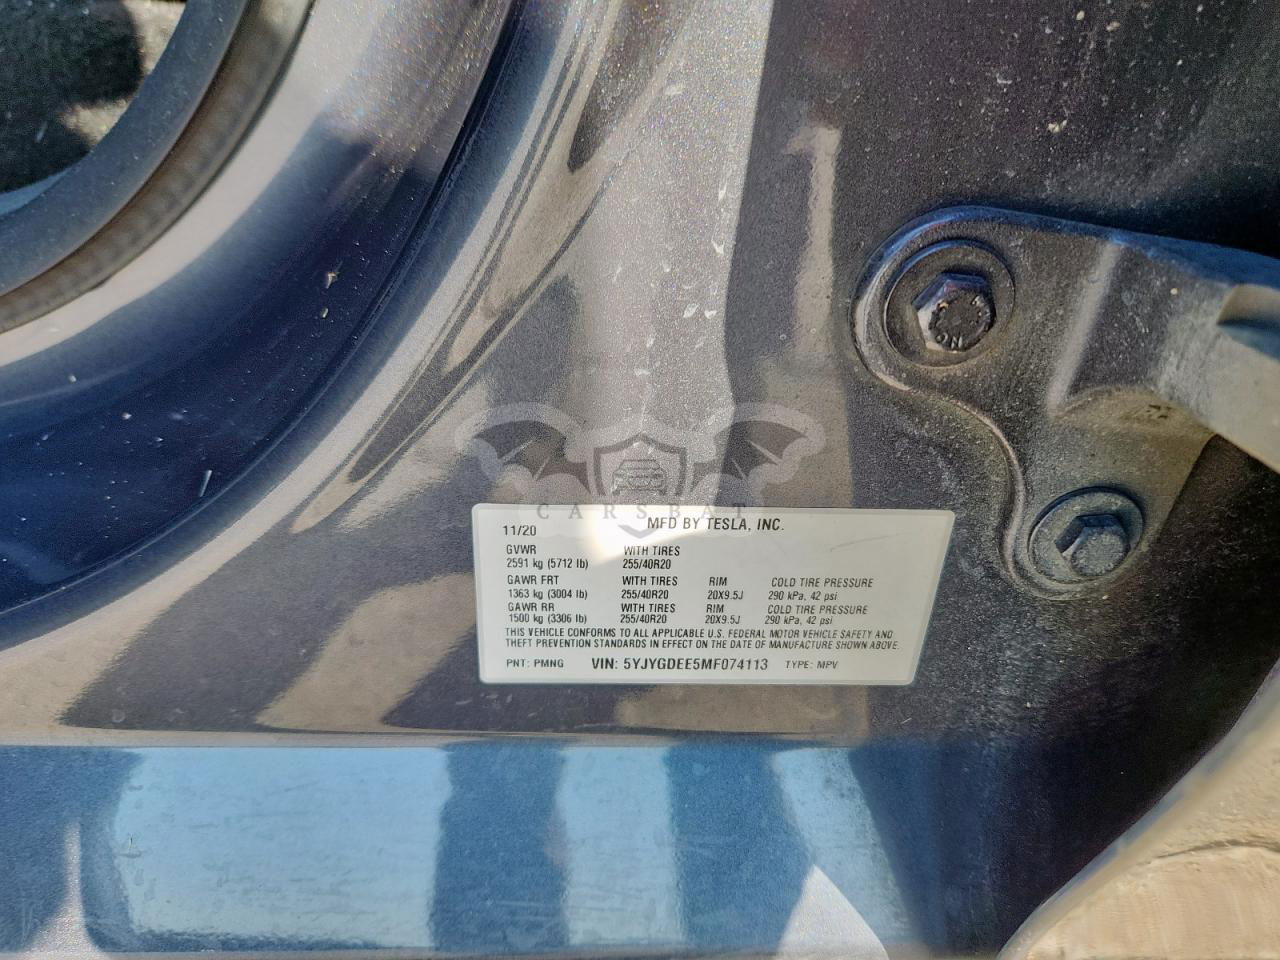 CARSBAT
11/20 MFD BY TESLA, INC.
GVWR WITH TIRES
2591 kg (5712 lb) 255/40R20
GAWR FRT WITH TIRES RIM COLD TIRE PRESSURE
1363 kg (3004 lb) 255/40R20 20X9.5J 290 kPa, 42 psi
GAWR RR WITH TIRES RIM COLD TIRE PRESSURE
1500 kg (3306 lb) 255/40R20 20X9.5J 290 kPa, 42 psi
THIS VEHICLE CONFORMS TO ALL APPLICABLE U.S. FEDERAL MOTOR VEHICLE SAFETY AND
THEFT PREVENTION STANDARDS IN EFFECT ON THE DATE OF MANUFACTURE SHOWN ABOVE.
PNT: PMNG VIN: 5YJYGDEE5MF074113 TYPE: MPV